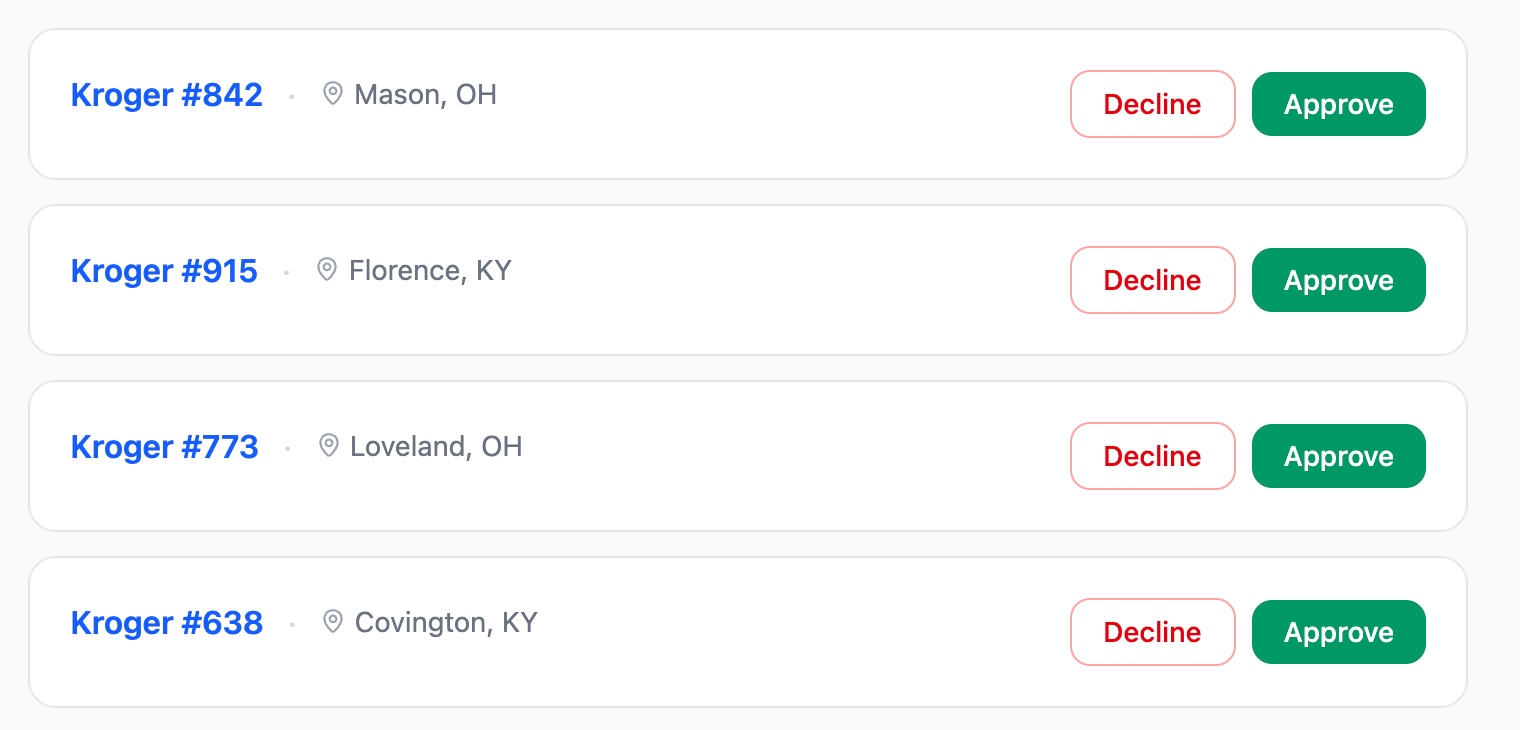 Kroger #842 · Mason, OH Decline Approve
Kroger #915 · Florence, KY Decline Approve
Kroger #773 · Loveland, OH Decline Approve
Kroger #638 · Covington, KY Decline Approve